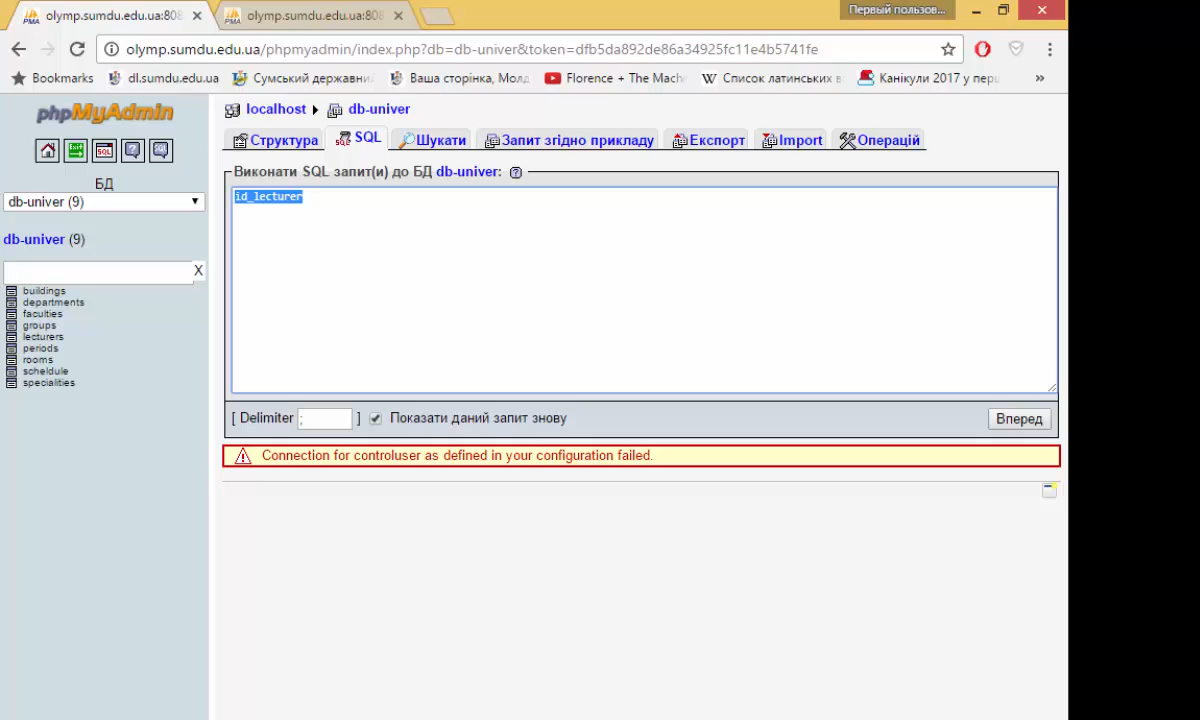 olymp.sumdu.edu.ua:808
olymp.sumdu.edu.ua:808
Первый пользов...
olymp.sumdu.edu.ua/phpmyadmin/index.php?db=db-univer&token=dfb5da892de86a34925fc11e4b5741fe
Bookmarks dl.sumdu.edu.ua Сумський державни Ваша сторінка, Молд Florence + The Mach Список латинських в Канікули 2017 у перш »
phpMyAdmin
БД
db-univer (9)
db-univer (9)
X
buildings
departments
faculties
groups
lecturers
periods
rooms
scheldule
specialities
localhost db-univer
Структура SQL Шукати Запит згідно прикладу Експорт Import Операцій
Виконати SQL запит(и) до БД db-univer:
id_lecturer
[ Delimiter ; ] Показати даний запит знову Вперед
Connection for controluser as defined in your configuration failed.